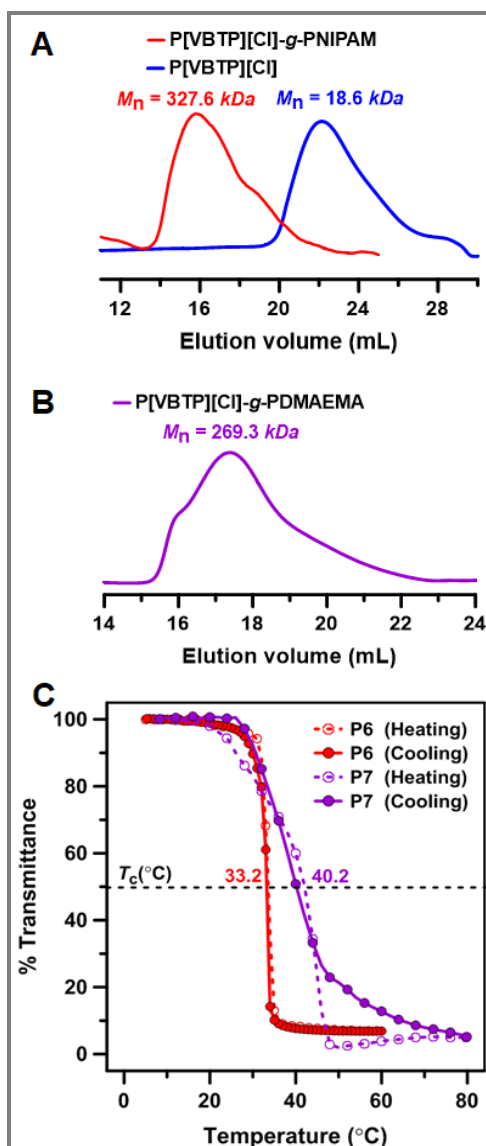 A
P[VBTP][Cl]-g-PNIPAM
P[VBTP][Cl]
Mn = 327.6 kDa Mn = 18.6 kDa
12 16 20 24 28
Elution volume (mL)
B
P[VBTP][Cl]-g-PDMAEMA
Mn = 269.3 kDa
14 16 18 20 22 24
Elution volume (mL)
C
P6 (Heating)
P6 (Cooling)
P7 (Heating)
P7 (Cooling)
100
80
60
Tc(°C) 33.2 40.2
40
20
0
% Transmittance
0 20 40 60 80
Temperature (°C)